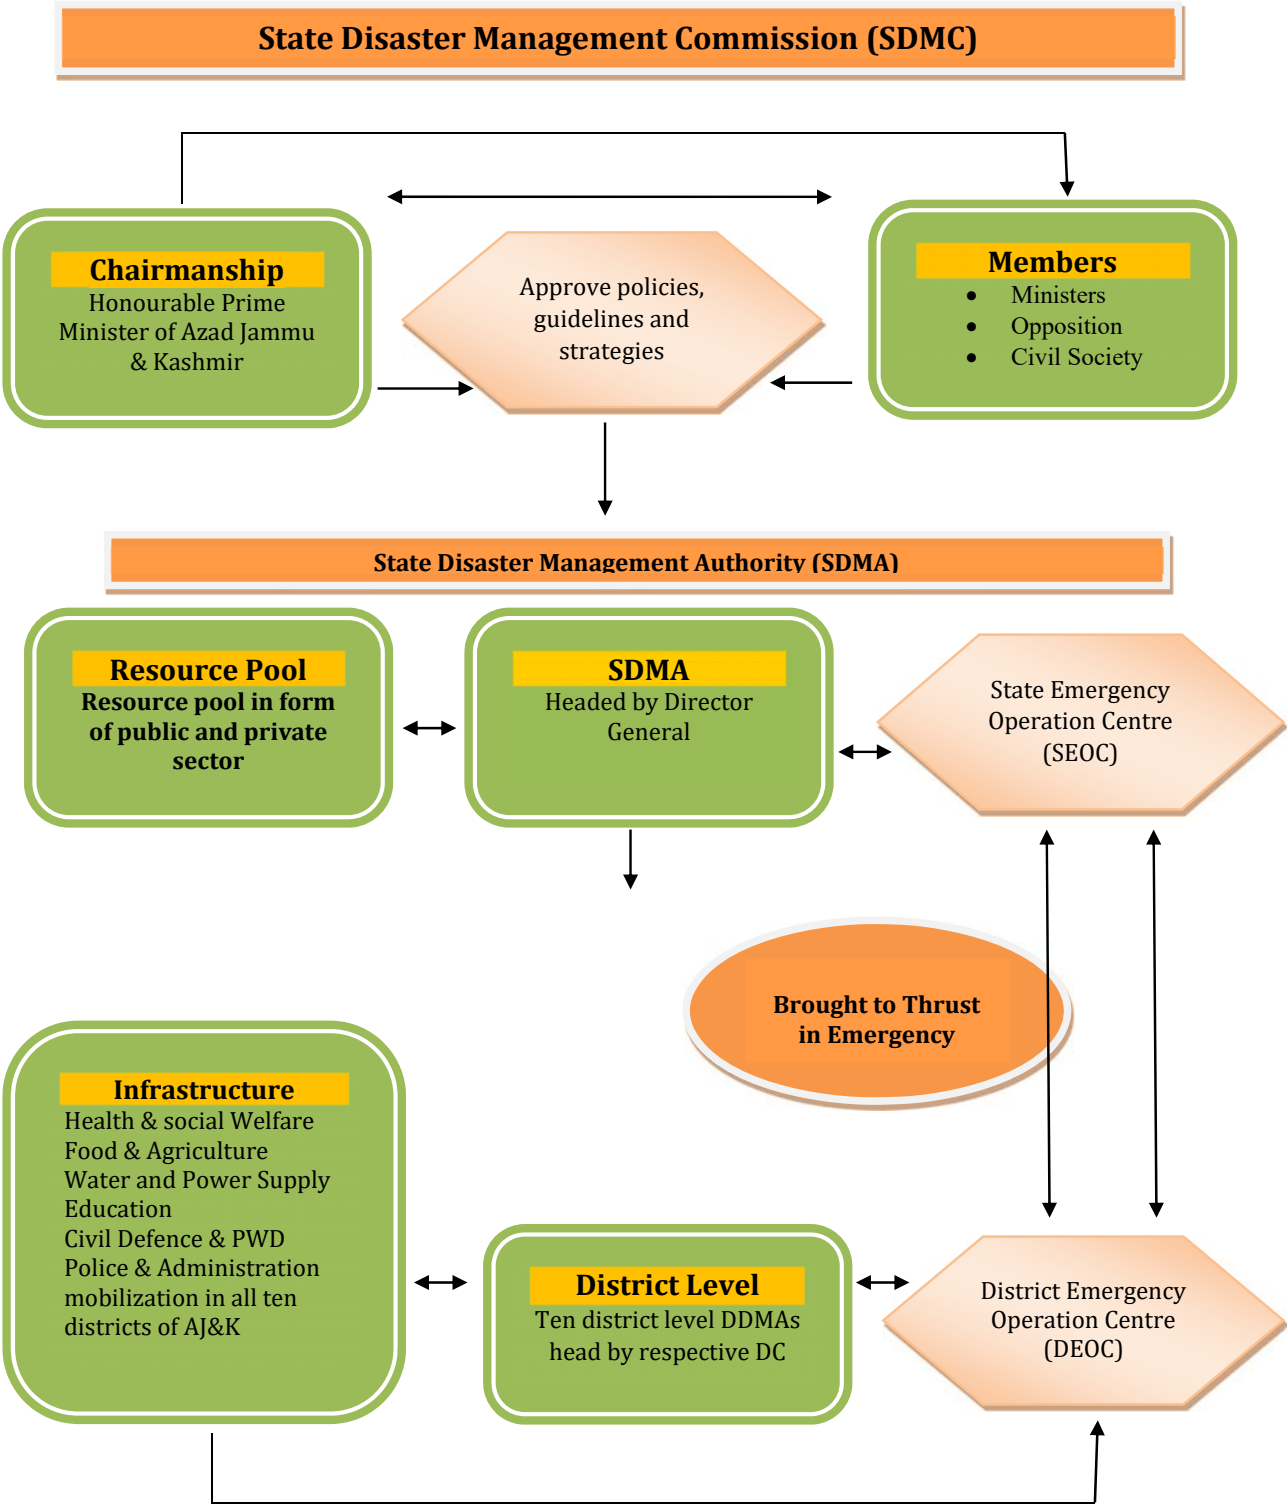 State Disaster Management Commission (SDMC)
Chairmanship
Honourable Prime
Minister of Azad Jammu
& Kashmir
Approve policies,
guidelines and
strategies
Members
• Ministers
• Opposition
• Civil Society
State Disaster Management Authority (SDMA)
Resource Pool
Resource pool in form
of public and private
sector
SDMA
Headed by Director
General
State Emergency
Operation Centre
(SEOC)
Brought to Thrust
in Emergency
Infrastructure
Health & social Welfare
Food & Agriculture
Water and Power Supply
Education
Civil Defence & PWD
Police & Administration
mobilization in all ten
districts of AJ&K
District Level
Ten district level DDMAs
head by respective DC
District Emergency
Operation Centre
(DEOC)